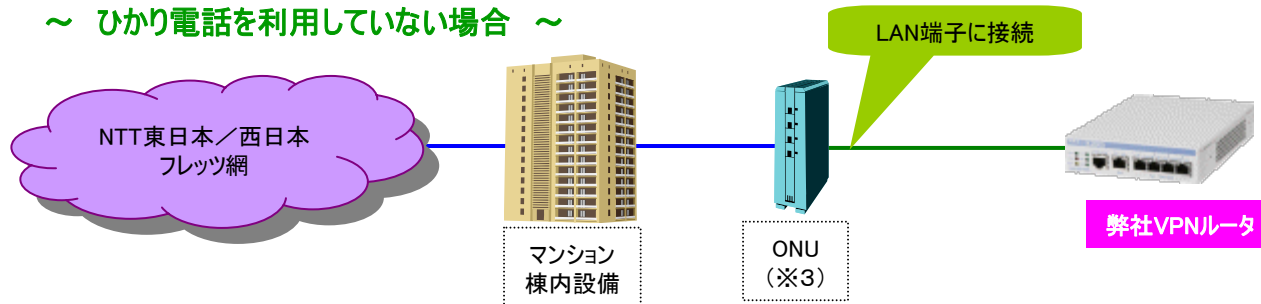 ～ ひかり電話を利用していない場合 ～
LAN端子に接続
NTT東日本／西日本
フレッツ網
マンション
棟内設備
ONU
（※３）
弊社VPNルータ